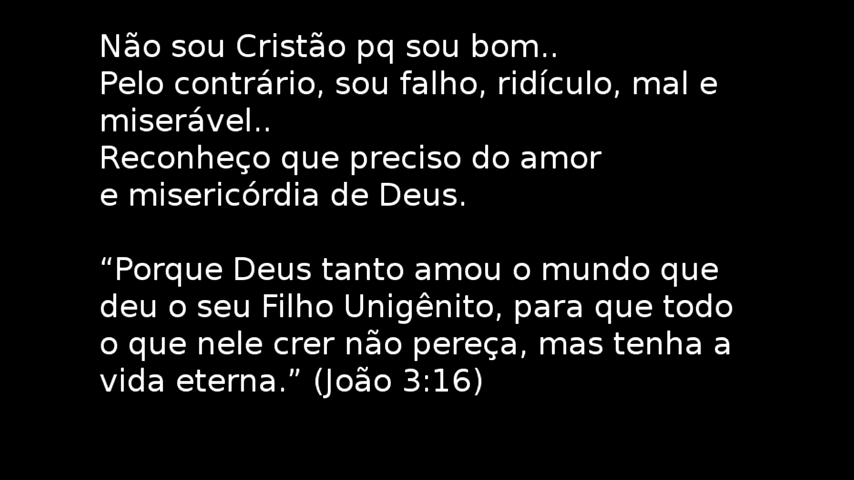 Não sou Cristão pq sou bom..
Pelo contrário, sou falho, ridículo, mal e
miserável..
Reconheço que preciso do amor
e misericórdia de Deus.
“Porque Deus tanto amou o mundo que
deu o seu Filho Unigênito, para que todo
o que nele crer não pereça, mas tenha a
vida eterna.” (João 3:16)